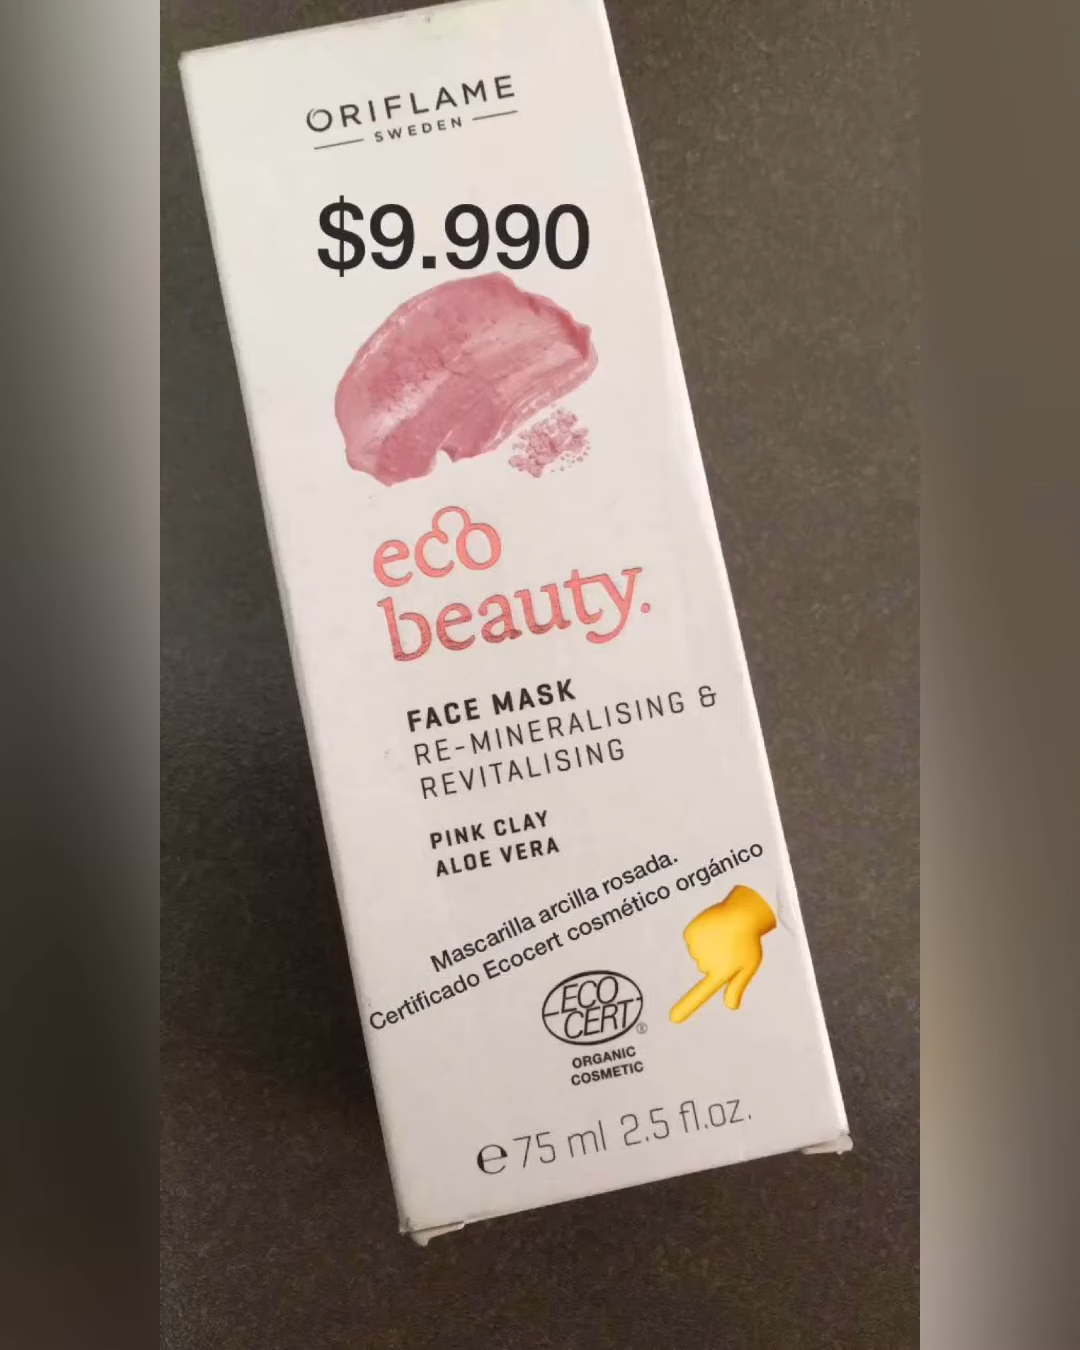 ORIFLAME
SWEDEN
$9.990
eco
beauty.
FACE MASK
RE-MINERALISING &
REVITALISING
PINK CLAY
ALOE VERA
Mascarilla arcilla rosada.
Certificado Ecocert cosmético orgánico
ECO
CERT®
ORGANIC
COSMETIC
℮ 75 ml 2.5 fl.oz.